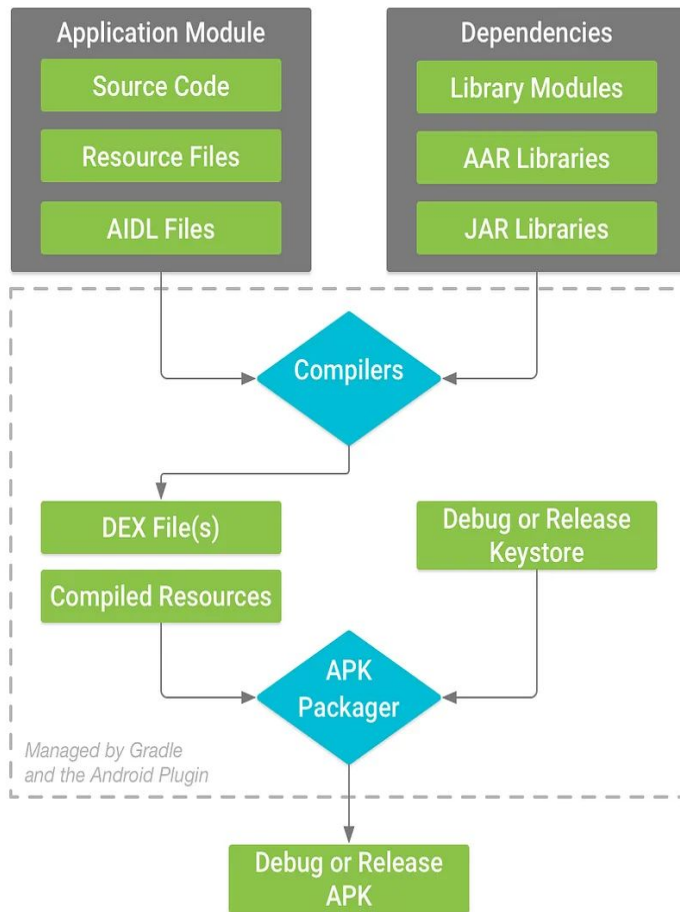 Application Module
Source Code
Resource Files
AIDL Files
Dependencies
Library Modules
AAR Libraries
JAR Libraries
Compilers
DEX File(s)
Compiled Resources
Debug or Release
Keystore
APK
Packager
Managed by Gradle
and the Android Plugin
Debug or Release
APK